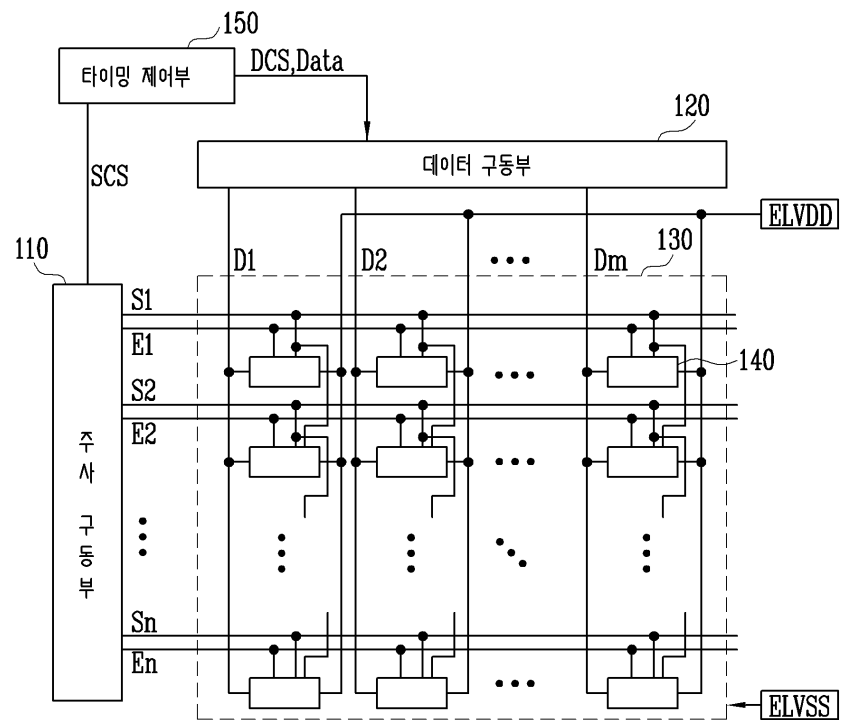 150
타이밍 제어부
DCS,Data
120
데이터 구동부
SCS
ELVDD
110
D1
D2
Dm
130
S1
E1
140
S2
E2
주사 구동부
Sn
En
ELVSS